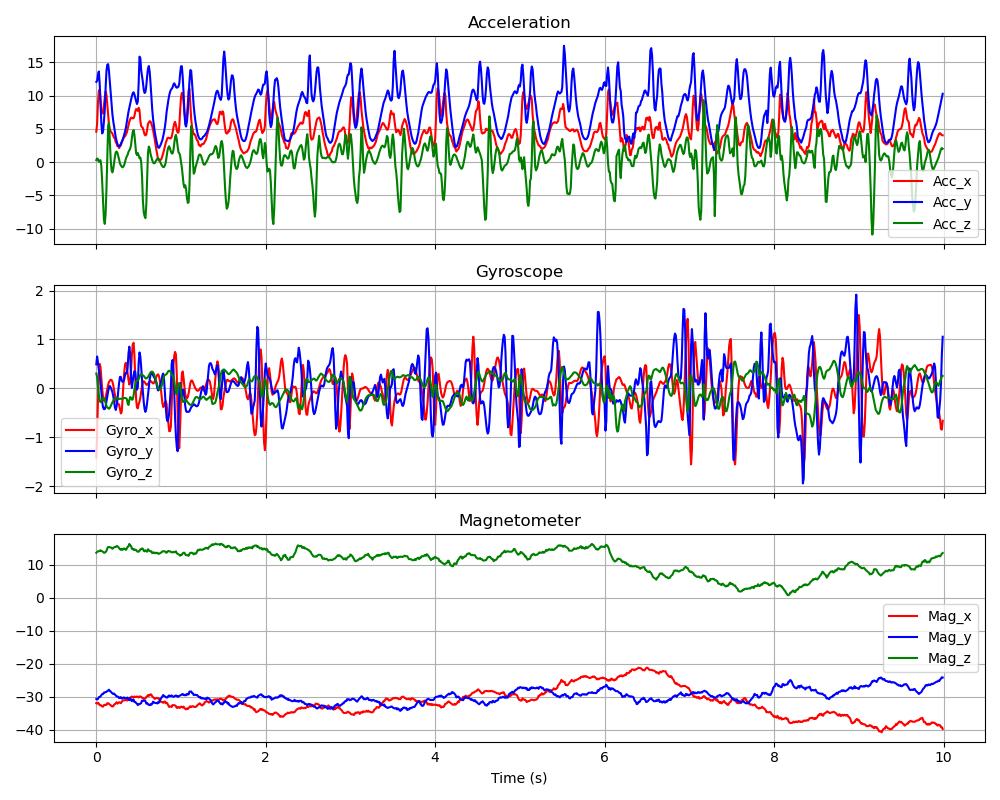 Acceleration
15
10
5
0
−5
−10
Acc_x
Acc_y
Acc_z
Gyroscope
2
1
0
−1
−2
Gyro_x
Gyro_y
Gyro_z
Magnetometer
10
0
−10
−20
−30
−40
Mag_x
Mag_y
Mag_z
0 2 4 6 8 10
Time (s)